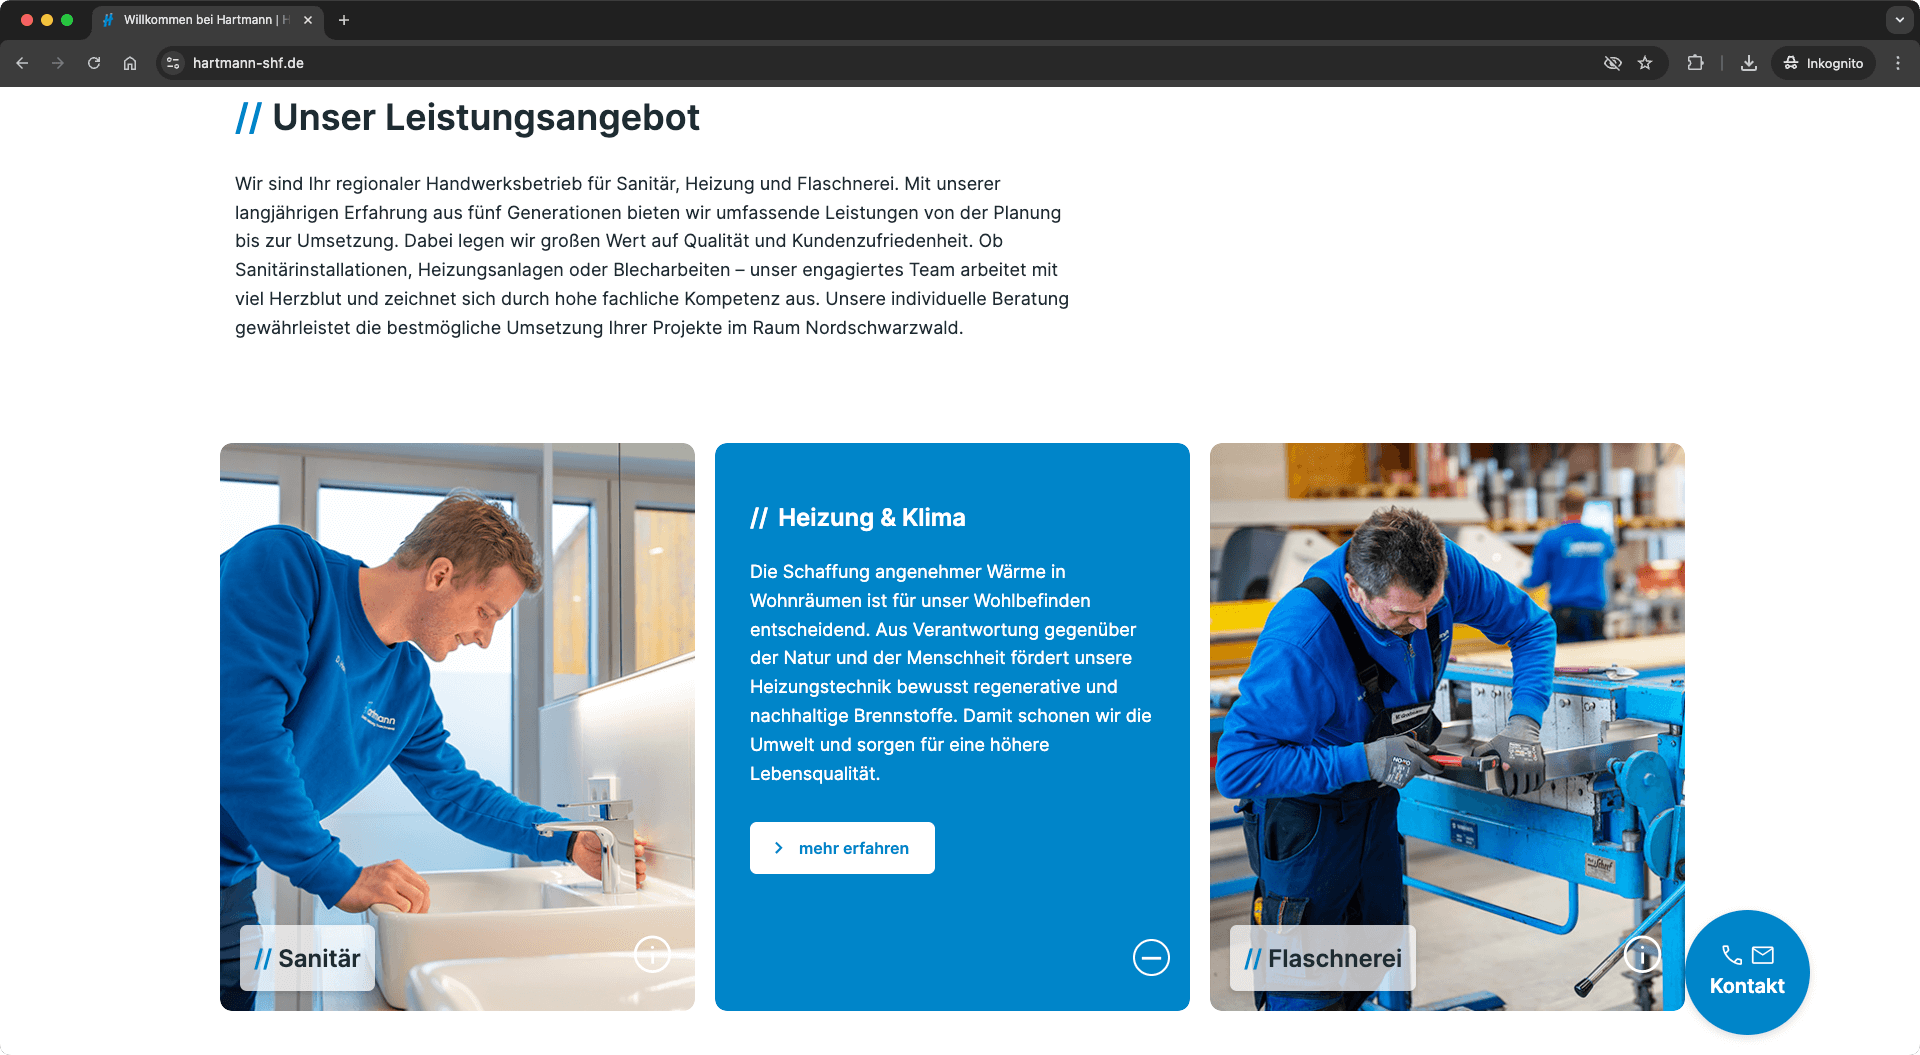 Willkommen bei Hartmann | H
hartmann-shf.de
Inkognito
// Unser Leistungsangebot
Wir sind Ihr regionaler Handwerksbetrieb für Sanitär, Heizung und Flaschnerei. Mit unserer
langjährigen Erfahrung aus fünf Generationen bieten wir umfassende Leistungen von der Planung
bis zur Umsetzung. Dabei legen wir großen Wert auf Qualität und Kundenzufriedenheit. Ob
Sanitärinstallationen, Heizungsanlagen oder Blecharbeiten – unser engagiertes Team arbeitet mit
viel Herzblut und zeichnet sich durch hohe fachliche Kompetenz aus. Unsere individuelle Beratung
gewährleistet die bestmögliche Umsetzung Ihrer Projekte im Raum Nordschwarzwald.
// Sanitär
// Heizung & Klima
Die Schaffung angenehmer Wärme in
Wohnräumen ist für unser Wohlbefinden
entscheidend. Aus Verantwortung gegenüber
der Natur und der Menschheit fördert unsere
Heizungstechnik bewusst regenerative und
nachhaltige Brennstoffe. Damit schonen wir die
Umwelt und sorgen für eine höhere
Lebensqualität.
mehr erfahren
// Flaschnerei
Kontakt